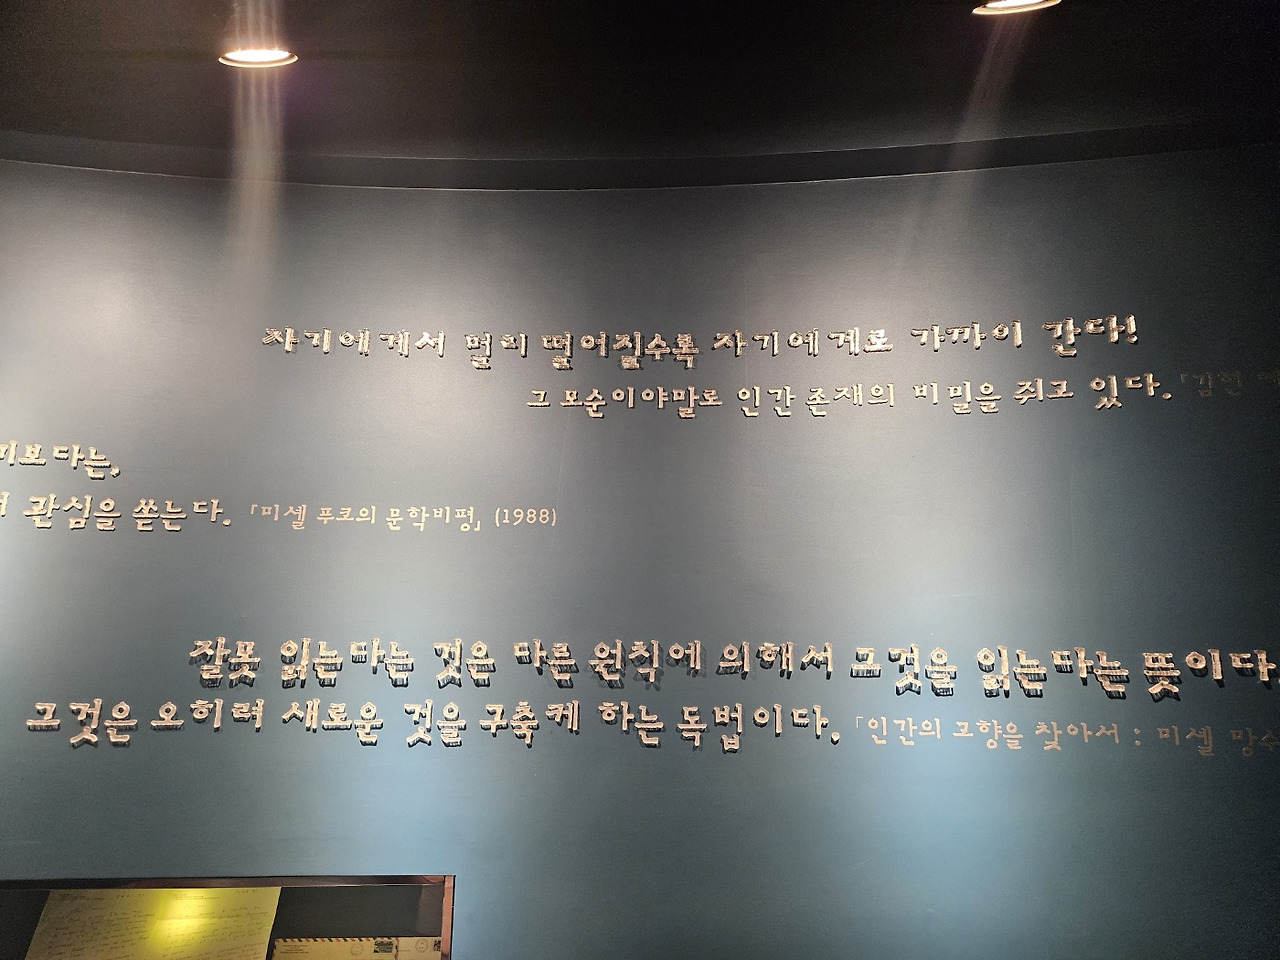 자기에게서 멀리 떨어질수록 자기에게로 가까이 간다!
그 모순이야말로 인간 존재의 비밀을 쥐고 있다. 「김현
미보다는,
관심을 쏟는다. 「미셸 푸코의 문학비평」 (1988)
잘못 읽는다는 것은 다른 원칙에 의해서 그것을 읽는다는 뜻이다.
그것은 오히려 새로운 것을 구축케 하는 독법이다. 「인간의 고향을 찾아서 : 미셸 망수